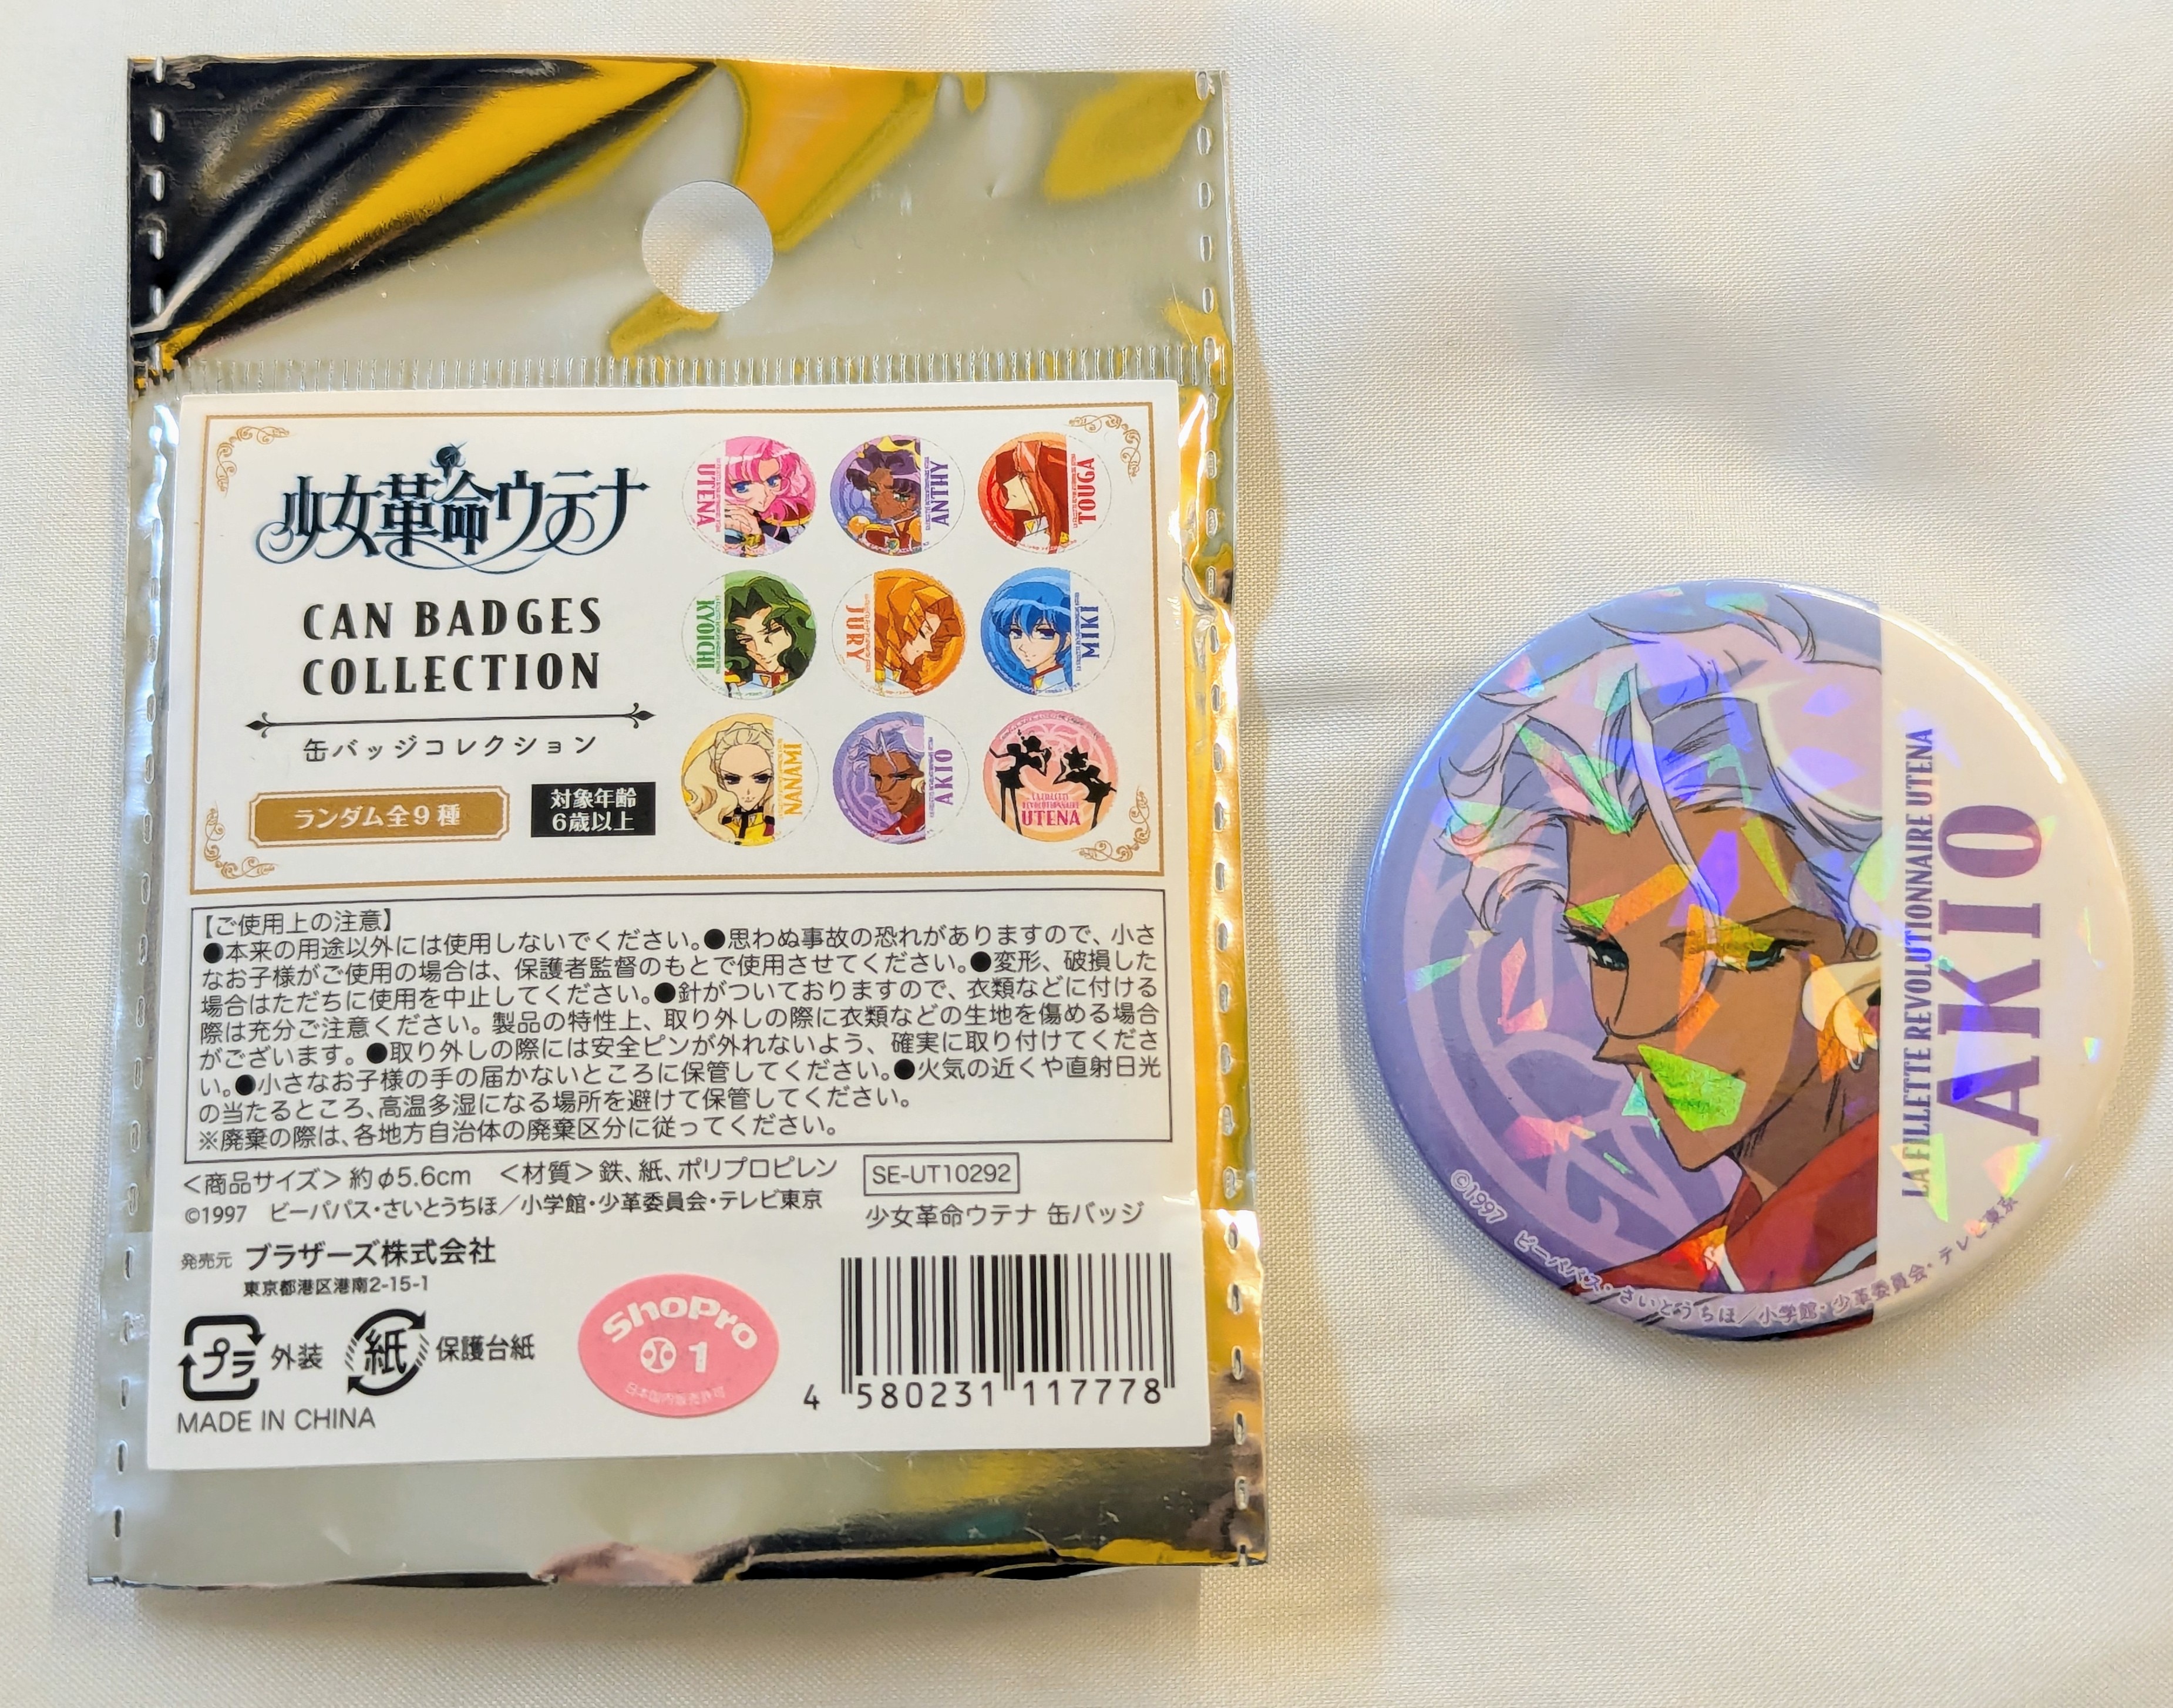 少女革命ウテナ
CAN BADGES
COLLECTION
缶バッジコレクション
ランダム全9種
対象年齢
6歳以上
UTENA
ANTHY
TOUGA
KYOICHI
JURY
MIKI
NANAMI
AKIO
LA FILLETTE
REVOLUTIONNAIRE
UTENA
【ご使用上の注意】
●本来の用途以外には使用しないでください。●思わぬ事故の恐れがありますので、小さ
なお子様がご使用の場合は、保護者監督のもとで使用させてください。●変形、破損した
場合はただちに使用を中止してください。●針がついておりますので、衣類などに付ける
際は充分ご注意ください。製品の特性上、取り外しの際に衣類などの生地を傷める場合
がございます。●取り外しの際には安全ピンが外れないよう、確実に取り付けてくださ
い。●小さなお子様の手の届かないところに保管してください。●火気の近くや直射日光
の当たるところ、高温多湿になる場所を避けて保管してください。
※廃棄の際は、各地方自治体の廃棄区分に従ってください。
＜商品サイズ＞約φ5.6cm　＜材質＞鉄、紙、ポリプロピレン
©1997　ビーパパス・さいとうちほ／小学館・少革委員会・テレビ東京
SE-UT10292
少女革命ウテナ 缶バッジ
発売元 ブラザーズ株式会社
東京都港区港南2-15-1
プラ 外装 紙 保護台紙
MADE IN CHINA
ShoPro
1
日本国内販売許可
4 580231 117778
LA FILLETTE REVOLUTIONNAIRE UTENA
AKIO
©1997　ビーパパス・さいとうちほ／小学館・少革委員会・テレビ東京